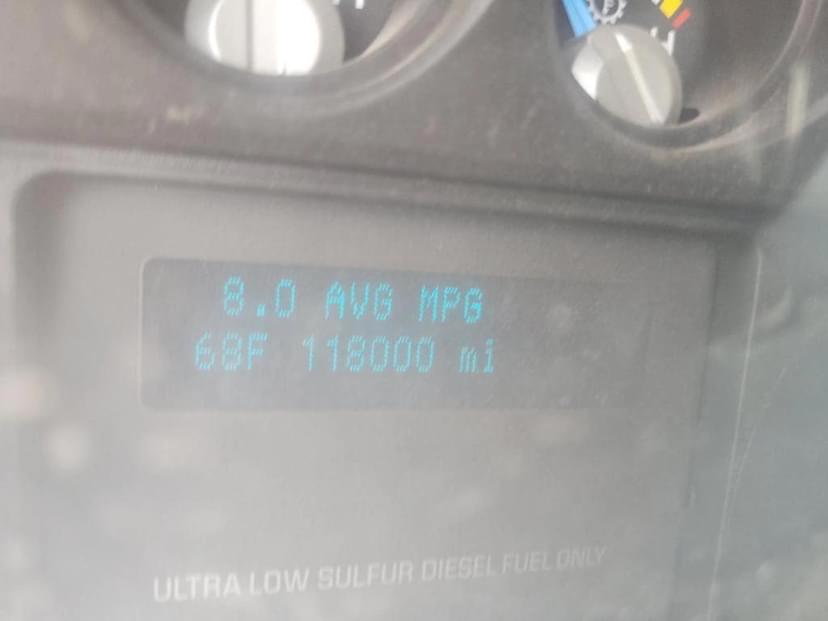 H
8.0 AVG MPG
68F 118000 mi
ULTRA LOW SULFUR DIESEL FUEL ONLY